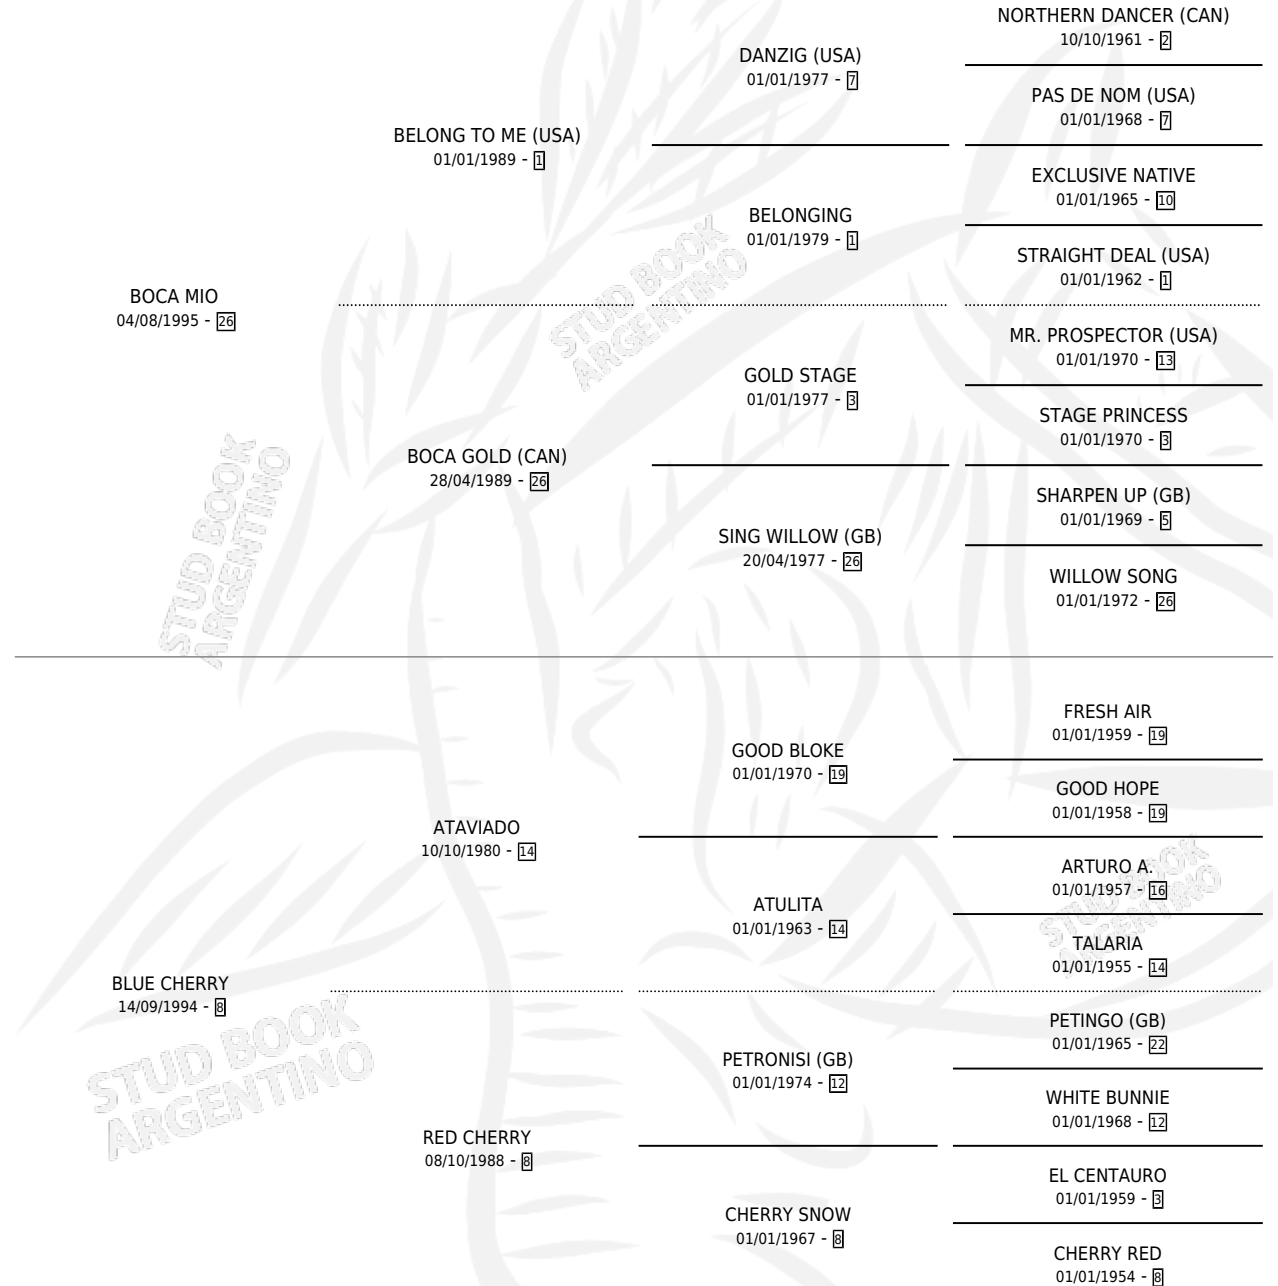 NORTHERN DANCER (CAN)
10/10/1961 - 2
DANZIG (USA)
01/01/1977 - 7
PAS DE NOM (USA)
01/01/1968 - 7
BELONG TO ME (USA)
01/01/1989 - 1
EXCLUSIVE NATIVE
01/01/1965 - 10
BELONGING
01/01/1979 - 1
STRAIGHT DEAL (USA)
01/01/1962 - 1
BOCA MIO
04/08/1995 - 26
STUD BOOK
ARGENTINO
MR. PROSPECTOR (USA)
01/01/1970 - 13
GOLD STAGE
01/01/1977 - 3
STAGE PRINCESS
01/01/1970 - 3
BOCA GOLD (CAN)
28/04/1989 - 26
SHARPEN UP (GB)
01/01/1969 - 5
SING WILLOW (GB)
20/04/1977 - 26
WILLOW SONG
01/01/1972 - 26
STUD BOOK
ARGENTINO
FRESH AIR
01/01/1959 - 19
GOOD BLOKE
01/01/1970 - 19
GOOD HOPE
01/01/1958 - 19
ATAVIADO
10/10/1980 - 14
ARTURO A.
01/01/1957 - 16
ATULITA
01/01/1963 - 14
STUD BOOK
ARGENTINO
TALARIA
01/01/1955 - 14
BLUE CHERRY
14/09/1994 - 8
STUD BOOK
ARGENTINO
PETINGO (GB)
01/01/1965 - 22
PETRONISI (GB)
01/01/1974 - 12
WHITE BUNNIE
01/01/1968 - 12
RED CHERRY
08/10/1988 - 8
EL CENTAURO
01/01/1959 - 3
CHERRY SNOW
01/01/1967 - 8
CHERRY RED
01/01/1954 - 8